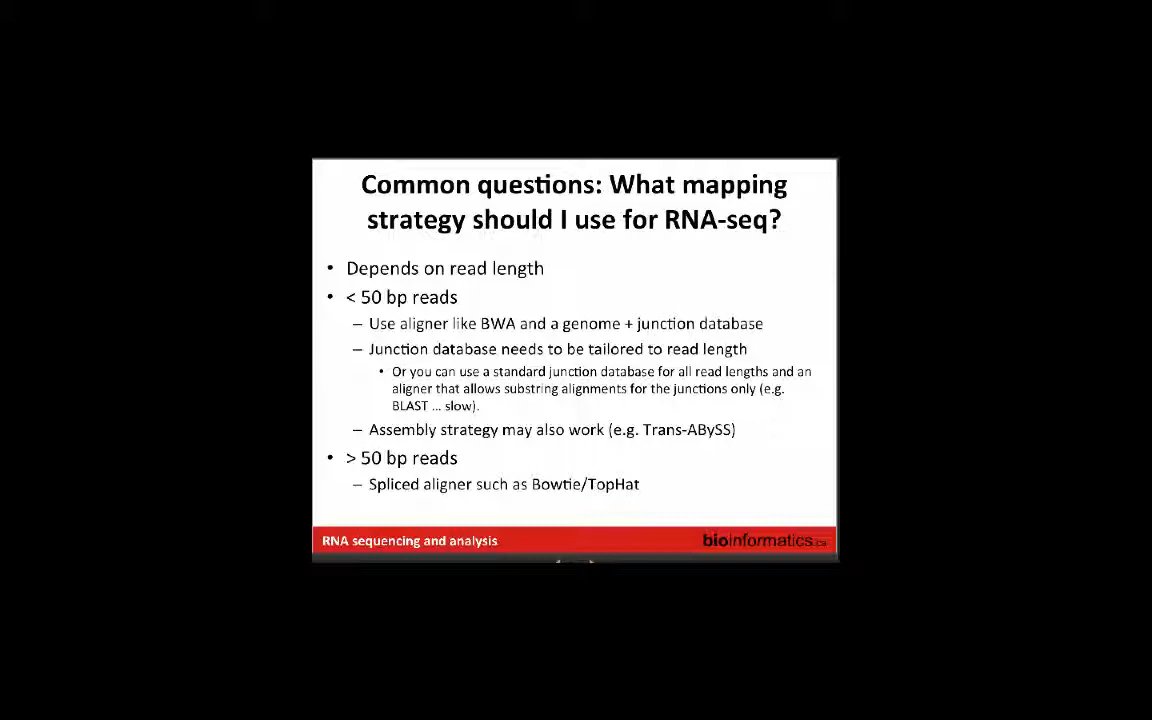 Common questions: What mapping
strategy should I use for RNA-seq?
• Depends on read length
• < 50 bp reads
– Use aligner like BWA and a genome + junction database
– Junction database needs to be tailored to read length
• Or you can use a standard junction database for all read lengths and an
aligner that allows substring alignments for the junctions only (e.g.
BLAST … slow).
– Assembly strategy may also work (e.g. Trans-ABySS)
• > 50 bp reads
– Spliced aligner such as Bowtie/TopHat
RNA sequencing and analysis
bioinformatics.ca